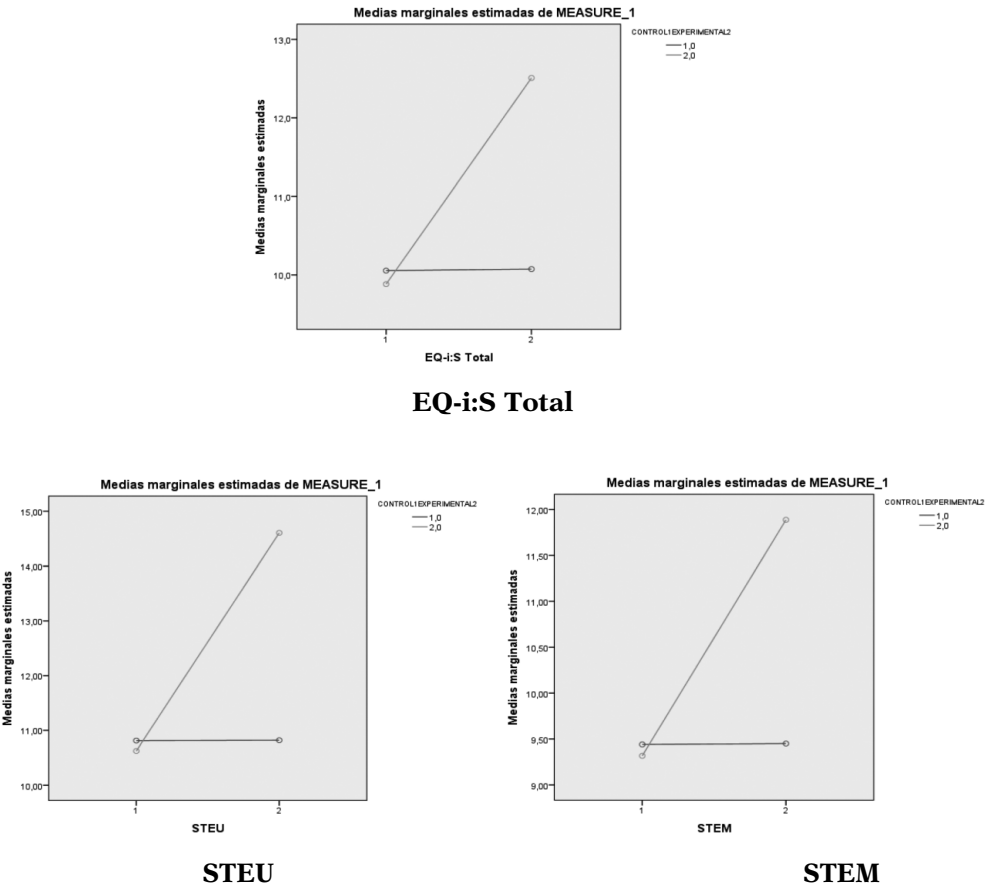 Medias marginales estimadas de MEASURE_1
CONTROL1EXPERIMENTAL2
1,0
2,0
13,0
12,0
11,0
10,0
Medias marginales estimadas
1 2
EQ-i:S Total
EQ-i:S Total
Medias marginales estimadas de MEASURE_1
CONTROL1EXPERIMENTAL2
1,0
2,0
15,00
14,00
13,00
12,00
11,00
10,00
Medias marginales estimadas
1 2
STEU
STEU
Medias marginales estimadas de MEASURE_1
CONTROL1EXPERIMENTAL2
1,0
2,0
12,00
11,50
11,00
10,50
10,00
9,50
9,00
Medias marginales estimadas
1 2
STEM
STEM